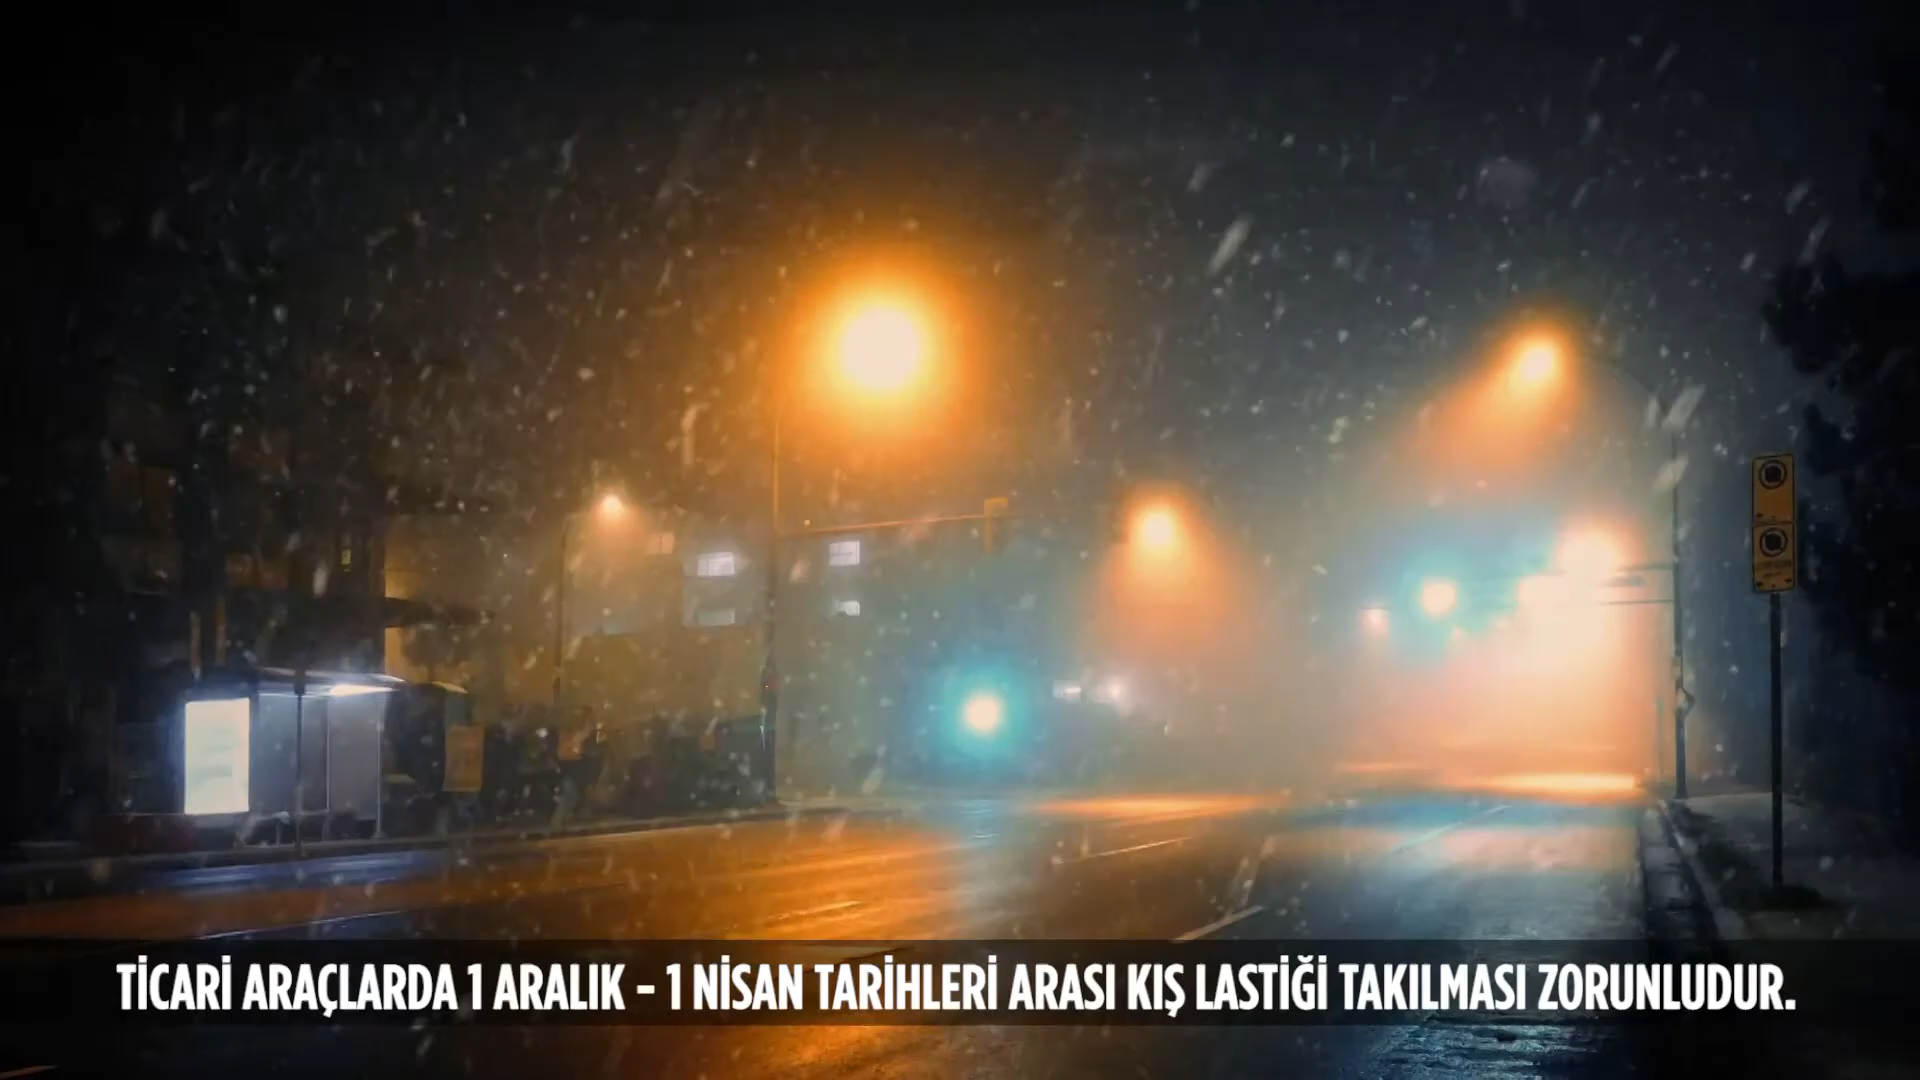 TİCARİ ARAÇLARDA 1 ARALIK - 1 NİSAN TARİHLERİ ARASI KIŞ LASTİĞİ TAKILMASI ZORUNLUDUR.